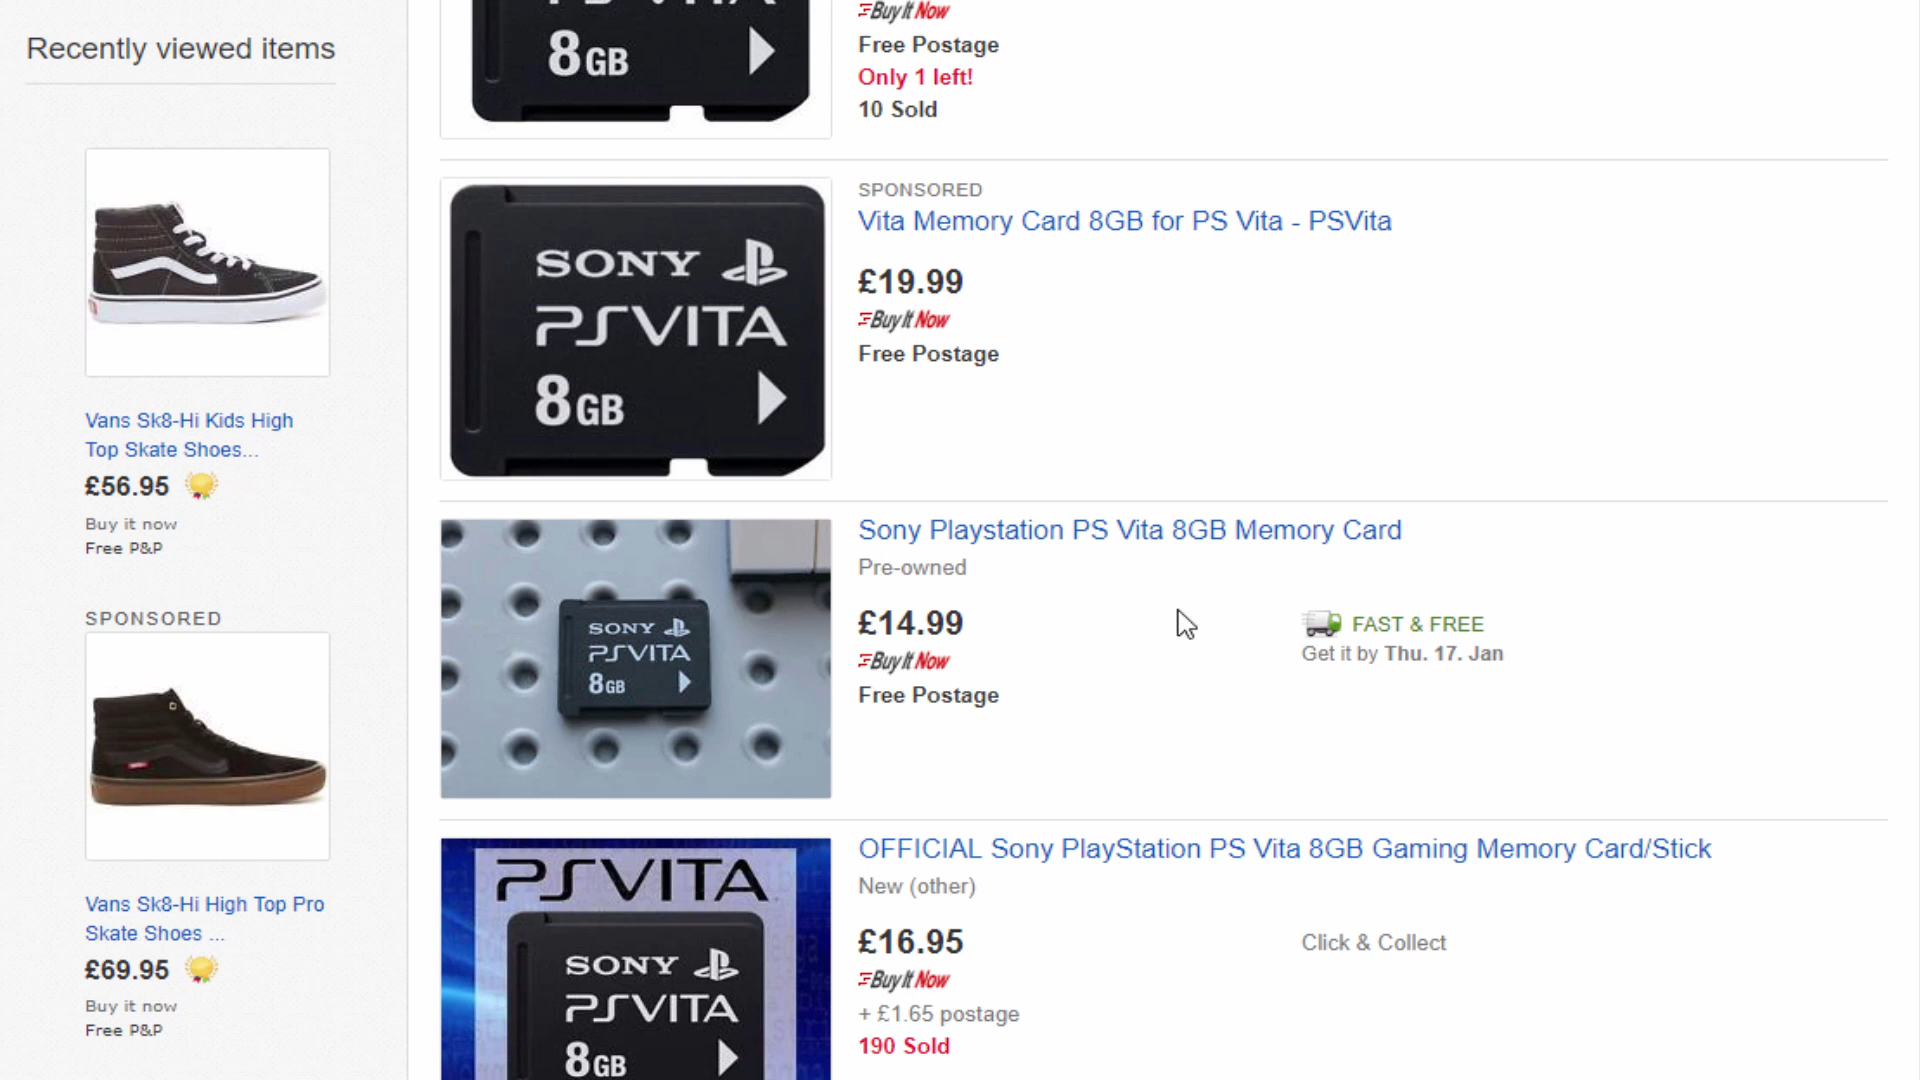 Recently viewed items
Vans Sk8-Hi Kids High
Top Skate Shoes...
£56.95
Buy it now
Free P&P
SPONSORED
Vans Sk8-Hi High Top Pro
Skate Shoes ...
£69.95
Buy it now
Free P&P
8GB
Buy It Now
Free Postage
Only 1 left!
10 Sold
SONY
PSVITA
8GB
SPONSORED
Vita Memory Card 8GB for PS Vita - PSVita
£19.99
Buy It Now
Free Postage
SONY
PSVITA
8GB
Sony Playstation PS Vita 8GB Memory Card
Pre-owned
£14.99
Buy It Now
Free Postage
FAST & FREE
Get it by Thu. 17. Jan
PSVITA
SONY
PSVITA
8GB
OFFICIAL Sony PlayStation PS Vita 8GB Gaming Memory Card/Stick
New (other)
£16.95
Buy It Now
+ £1.65 postage
190 Sold
Click & Collect